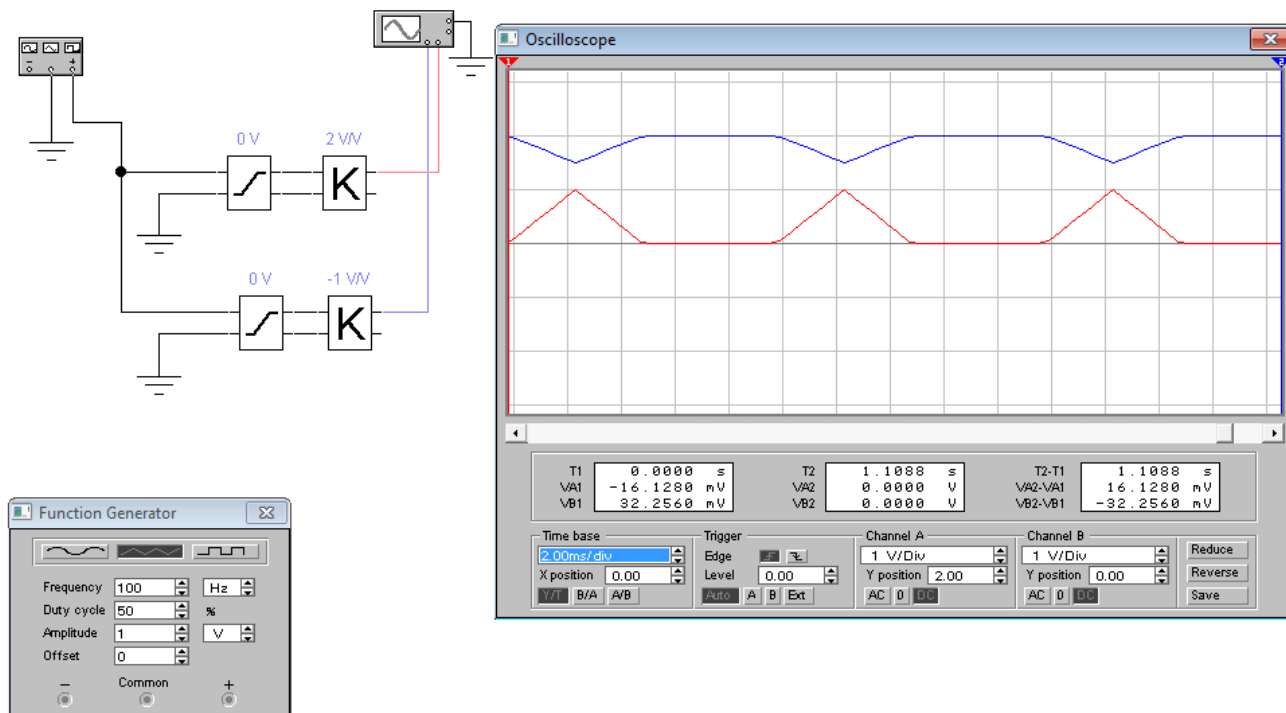 Oscilloscope
1
2
0 V
2 V/V
K
0 V
-1 V/V
K
T1 0.0000 s
VA1 -16.1280 mV
VB1 32.2560 mV
T2 1.1088 s
VA2 0.0000 V
VB2 0.0000 V
T2-T1 1.1088 s
VA2-VA1 16.1280 mV
VB2-VB1 -32.2560 mV
Time base
2.00ms/div
X position 0.00
Y/T B/A A/B
Trigger
Edge
Level 0.00
Auto A B Ext
Channel A
1 V/Div
Y position 2.00
AC 0 DC
Channel B
1 V/Div
Y position 0.00
AC 0 DC
Reduce
Reverse
Save
Function Generator
Frequency 100 Hz
Duty cycle 50 %
Amplitude 1 V
Offset 0
− Common +